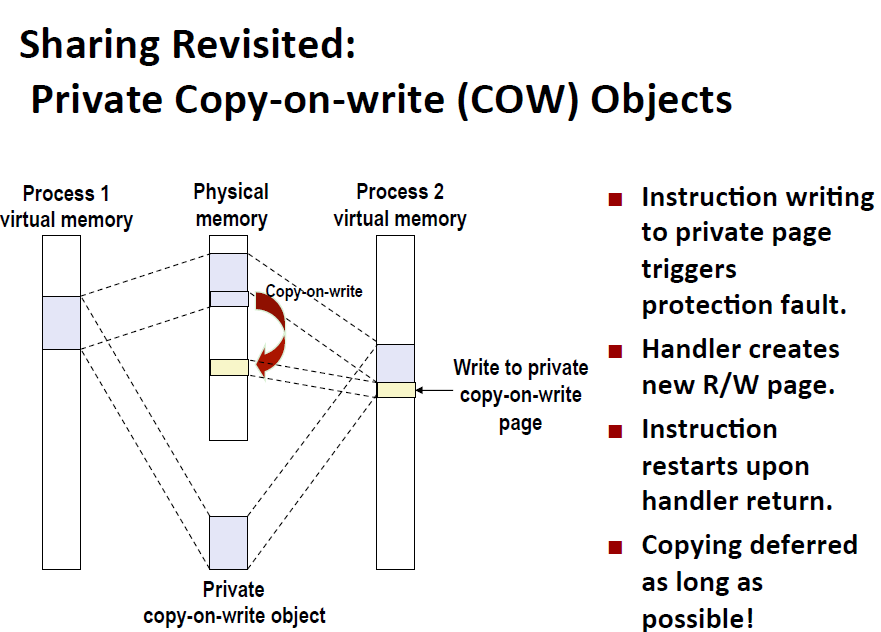 Sharing Revisited:
Private Copy-on-write (COW) Objects
Process 1
virtual memory
Physical
memory
Process 2
virtual memory
Copy-on-write
Write to private
copy-on-write
page
Private
copy-on-write object
Instruction writing
to private page
triggers
protection fault.
Handler creates
new R/W page.
Instruction
restarts upon
handler return.
Copying deferred
as long as
possible!